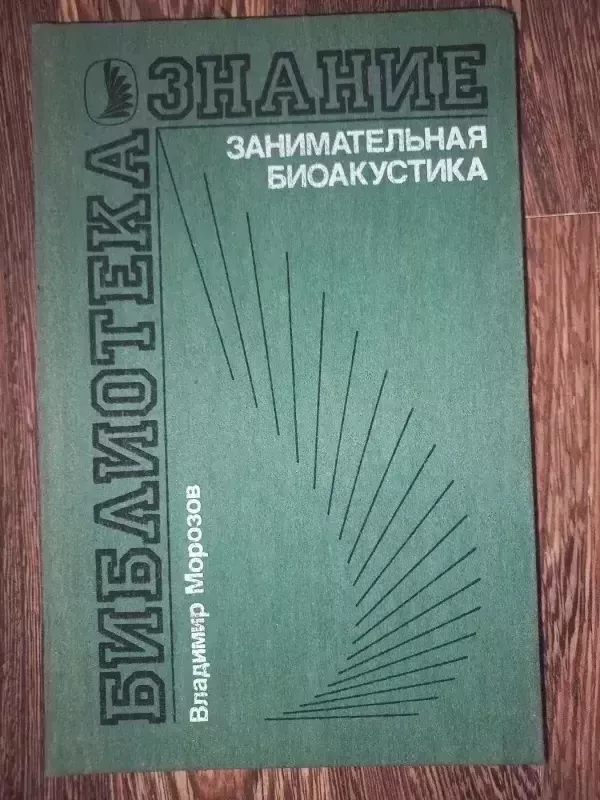 БИБЛИОТЕКА
ЗНАНИЕ
ЗАНИМАТЕЛЬНАЯ
БИОАКУСТИКА
Владимир Морозов